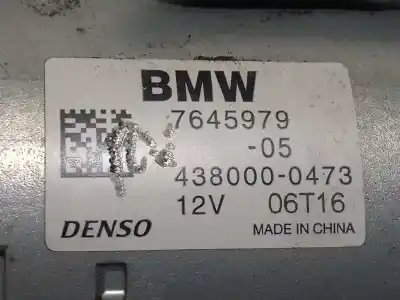 BMW
7645979
-05
438000-0473
12V 06T16
DENSO MADE IN CHINA